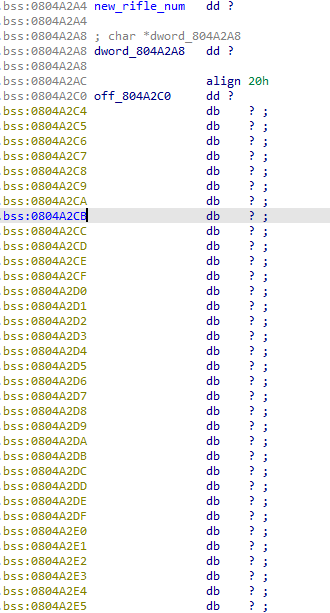 .bss:0804A2A4 new_rifle_num dd ?
.bss:0804A2A4
.bss:0804A2A8 ; char *dword_804A2A8
.bss:0804A2A8 dword_804A2A8 dd ?
.bss:0804A2A8
.bss:0804A2AC align 20h
.bss:0804A2C0 off_804A2C0 dd ?
.bss:0804A2C4 db ? ;
.bss:0804A2C5 db ? ;
.bss:0804A2C6 db ? ;
.bss:0804A2C7 db ? ;
.bss:0804A2C8 db ? ;
.bss:0804A2C9 db ? ;
.bss:0804A2CA db ? ;
.bss:0804A2CB db ? ;
.bss:0804A2CC db ? ;
.bss:0804A2CD db ? ;
.bss:0804A2CE db ? ;
.bss:0804A2CF db ? ;
.bss:0804A2D0 db ? ;
.bss:0804A2D1 db ? ;
.bss:0804A2D2 db ? ;
.bss:0804A2D3 db ? ;
.bss:0804A2D4 db ? ;
.bss:0804A2D5 db ? ;
.bss:0804A2D6 db ? ;
.bss:0804A2D7 db ? ;
.bss:0804A2D8 db ? ;
.bss:0804A2D9 db ? ;
.bss:0804A2DA db ? ;
.bss:0804A2DB db ? ;
.bss:0804A2DC db ? ;
.bss:0804A2DD db ? ;
.bss:0804A2DE db ? ;
.bss:0804A2DF db ? ;
.bss:0804A2E0 db ? ;
.bss:0804A2E1 db ? ;
.bss:0804A2E2 db ? ;
.bss:0804A2E3 db ? ;
.bss:0804A2E4 db ? ;
.bss:0804A2E5 db ? ;